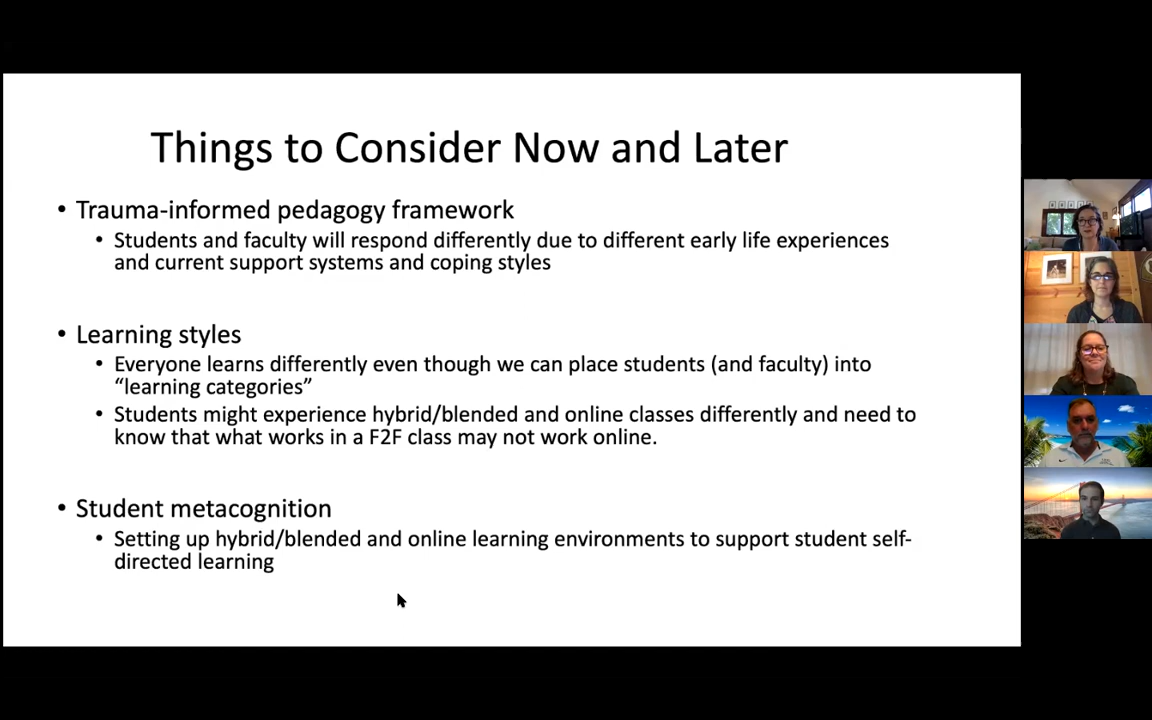 Things to Consider Now and Later
• Trauma-informed pedagogy framework
• Students and faculty will respond differently due to different early life experiences
and current support systems and coping styles
• Learning styles
• Everyone learns differently even though we can place students (and faculty) into
“learning categories”
• Students might experience hybrid/blended and online classes differently and need to
know that what works in a F2F class may not work online.
• Student metacognition
• Setting up hybrid/blended and online learning environments to support student self-
directed learning